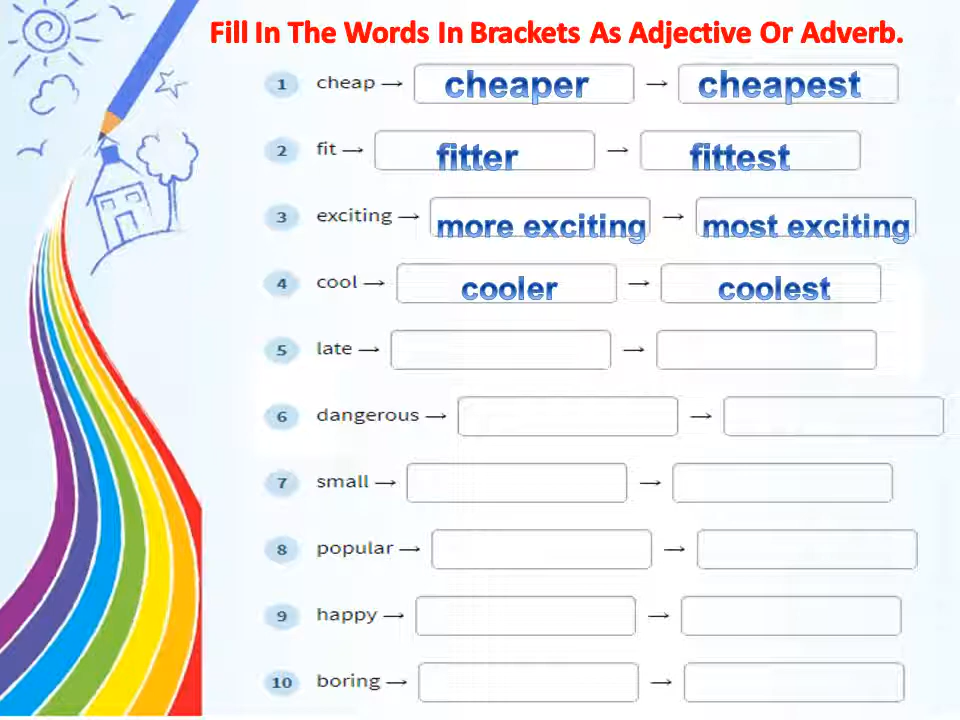 Fill In The Words In Brackets As Adjective Or Adverb.
1 cheap → cheaper → cheapest
2 fit → fitter → fittest
3 exciting → more exciting → most exciting
4 cool → cooler → coolest
5 late → →
6 dangerous → →
7 small → →
8 popular → →
9 happy → →
10 boring → →